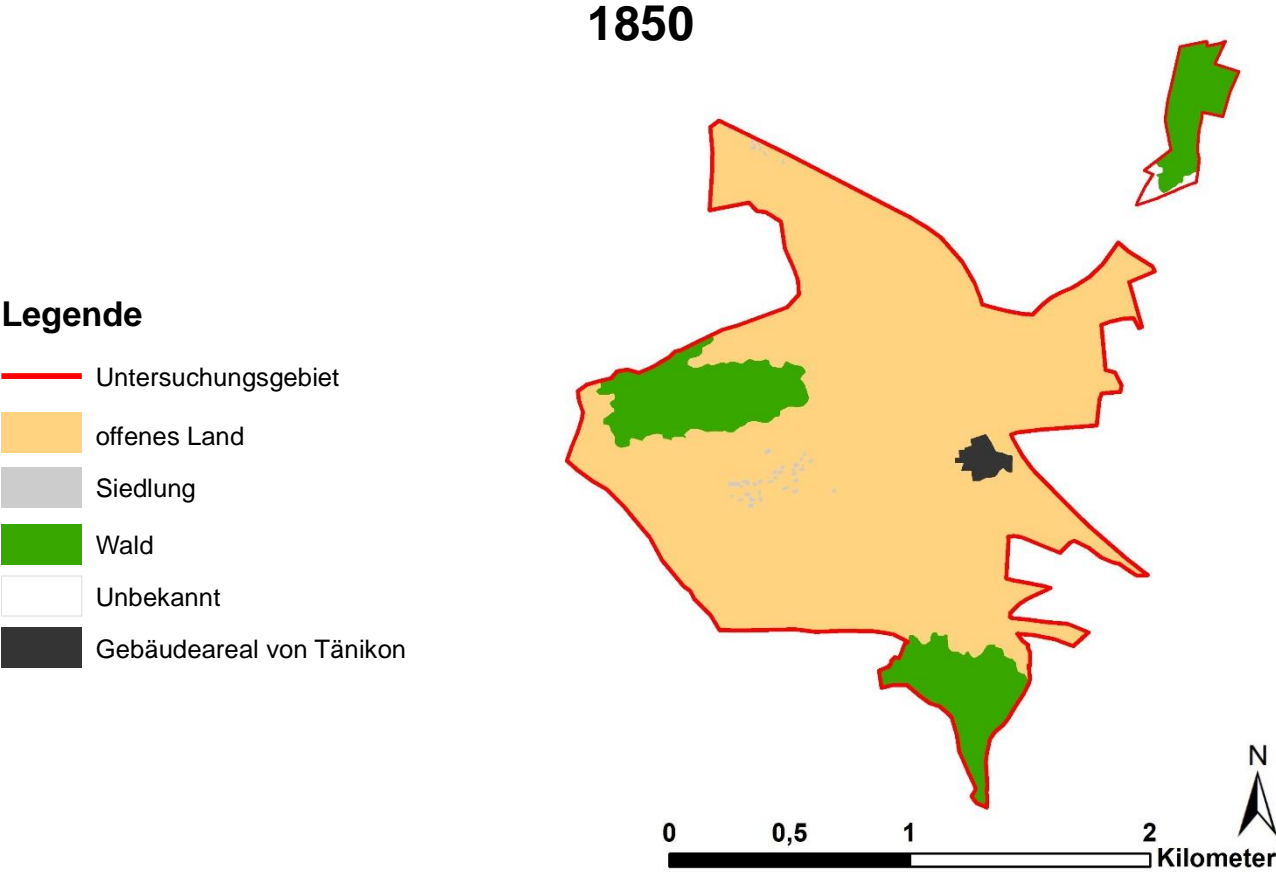 1850
Legende
Untersuchungsgebiet
offenes Land
Siedlung
Wald
Unbekannt
Gebäudeareal von Tänikon
N
0 0,5 1 2
Kilometer